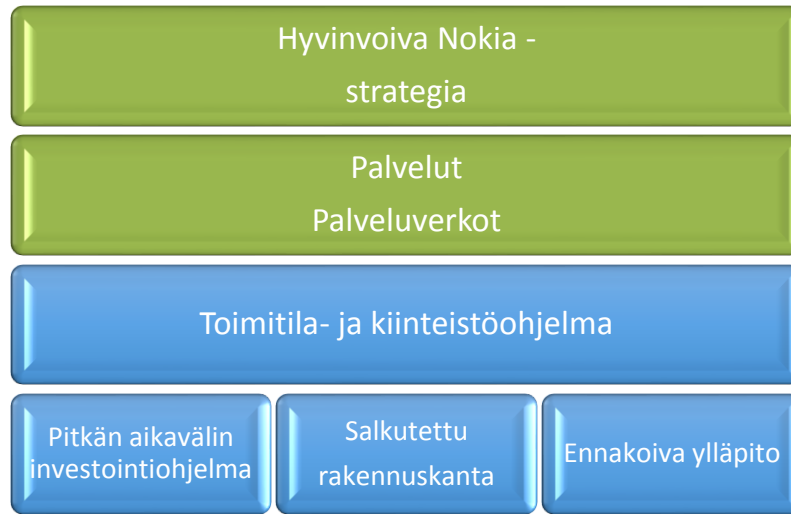 Hyvinvoiva Nokia -
strategia
Palvelut
Palveluverkot
Toimitila- ja kiinteistöohjelma
Pitkän aikavälin
investointiohjelma
Salkutettu
rakennuskanta
Ennakoiva ylläpito